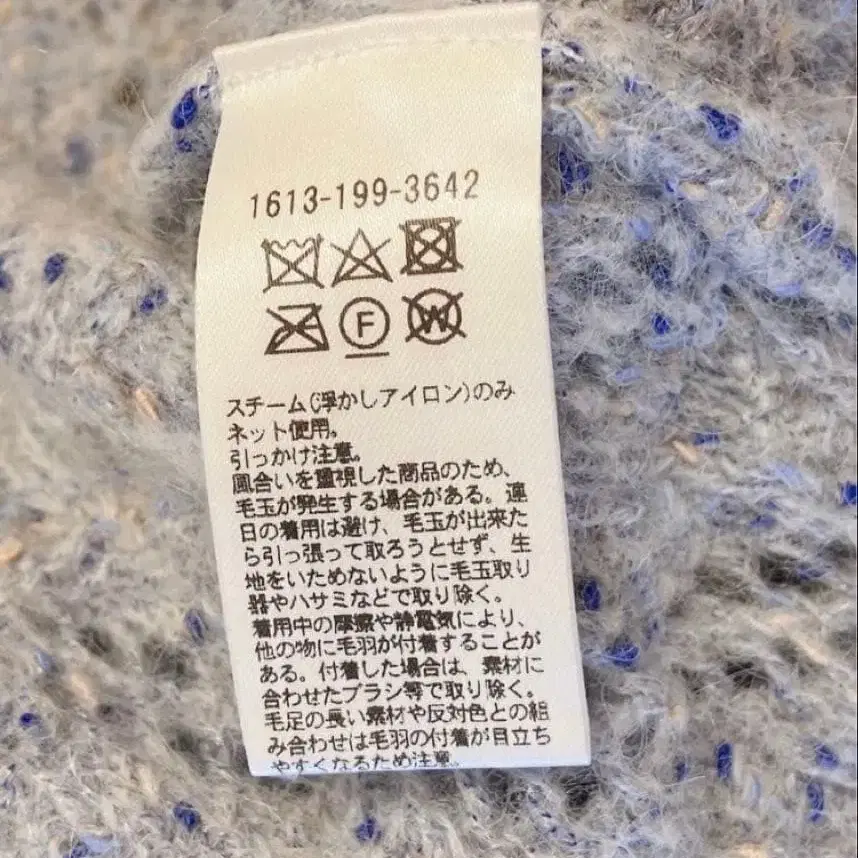 1613-199-3642
F
W
スチーム(浮かしアイロン)のみ
ネット使用。
引っかけ注意。
風合いを重視した商品のため、
毛玉が発生する場合がある。連
日の着用は避け、毛玉が出来た
ら引っ張って取ろうとせず、生
地をいためないように毛玉取り
器やハサミなどで取り除く。
着用中の摩擦や静電気により、
他の物に毛羽が付着することが
ある。付着した場合は、素材に
合わせたブラシ等で取り除く。
毛足の長い素材や反対色との組
み合わせは毛羽の付着が目立ち
やすくなるため注意。